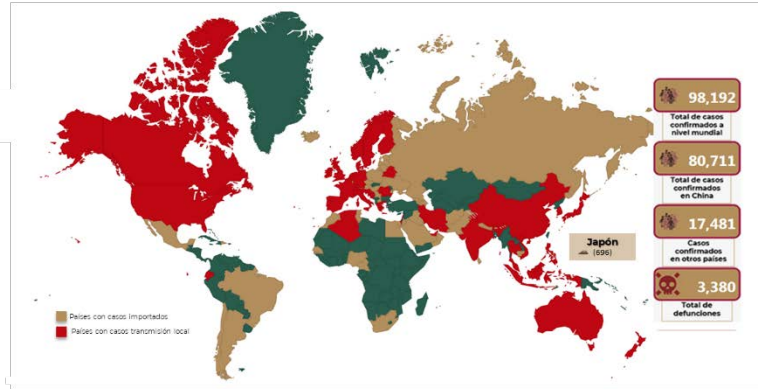 98,192
Total de casos
confirmados a
nivel mundial
80,711
Total de casos
confirmados
en China
17,481
Casos
confirmados
en otros países
3,380
Total de
defunciones
Japón
(696)
Países con casos importados
Países con casos transmisión local